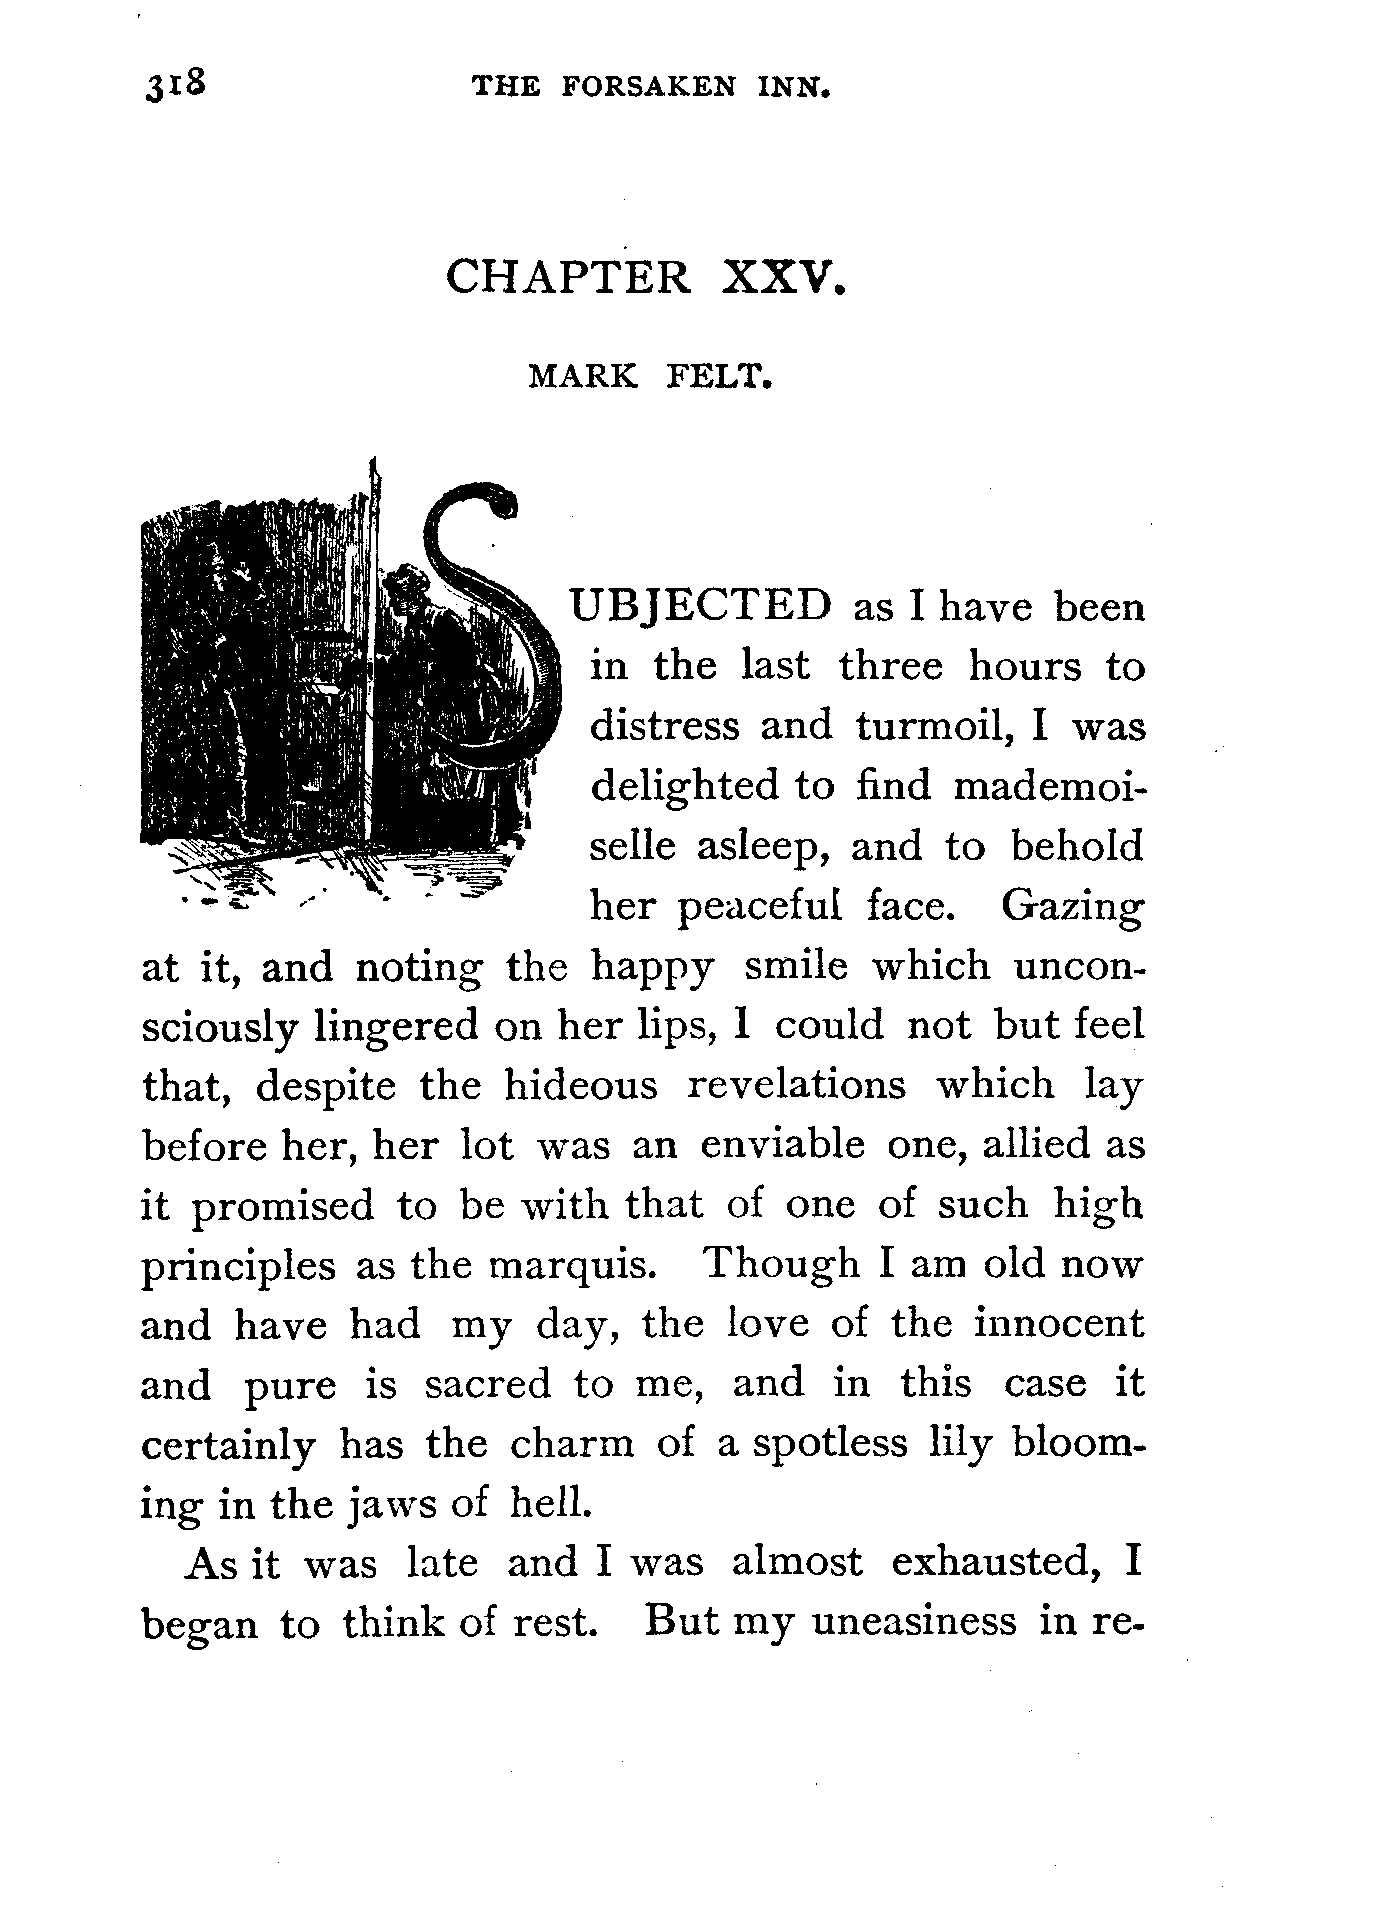 318 THE FORSAKEN INN.
CHAPTER XXV.
MARK FELT.
SUBJECTED as I have been
in the last three hours to
distress and turmoil, I was
delighted to find mademoi-
selle asleep, and to behold
her peaceful face. Gazing
at it, and noting the happy smile which uncon-
sciously lingered on her lips, I could not but feel
that, despite the hideous revelations which lay
before her, her lot was an enviable one, allied as
it promised to be with that of one of such high
principles as the marquis. Though I am old now
and have had my day, the love of the innocent
and pure is sacred to me, and in this case it
certainly has the charm of a spotless lily bloom-
ing in the jaws of hell.
As it was late and I was almost exhausted, I
began to think of rest. But my uneasiness in re-